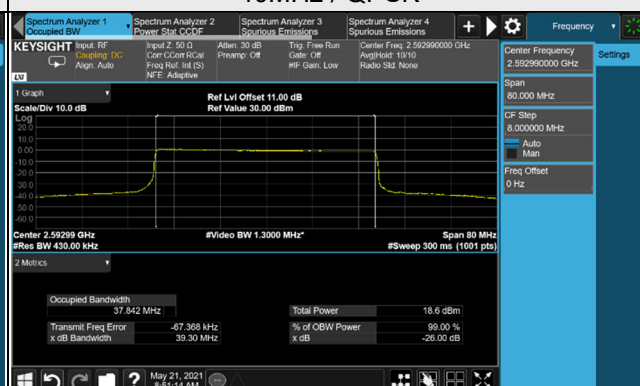 Spectrum Analyzer 1
Occupied BW
Spectrum Analyzer 2
Power Stat CCDF
Spectrum Analyzer 3
Spurious Emissions
Spectrum Analyzer 4
Spurious Emissions
+
Frequency
KEYSIGHT
Input: RF
Coupling: DC
Align: Auto
Input Z: 50 Ω
Corr CCorr RCal
Freq Ref: Int (S)
NFE: Adaptive
Atten: 30 dB
Preamp: Off
Trig: Free Run
Gate: Off
#IF Gain: Low
Center Freq: 2.592990000 GHz
Avg|Hold: 10/10
Radio Std: None
LXI
Center Frequency
2.592990000 GHz
Settings
Span
80.000 MHz
CF Step
8.000000 MHz
Auto
Man
Freq Offset
0 Hz
1 Graph
Scale/Div 10.0 dB
Ref Lvl Offset 11.00 dB
Ref Value 30.00 dBm
Log
20.0
10.0
0.00
-10.0
-20.0
-30.0
-40.0
-50.0
-60.0
Center 2.59299 GHz
#Res BW 430.00 kHz
#Video BW 1.3000 MHz*
Span 80 MHz
#Sweep 300 ms (1001 pts)
2 Metrics
Occupied Bandwidth
37.842 MHz
Total Power 18.6 dBm
Transmit Freq Error -67.368 kHz
% of OBW Power 99.00 %
x dB Bandwidth 39.30 MHz
x dB -26.00 dB
?
May 21, 2021
8:51:14 AM